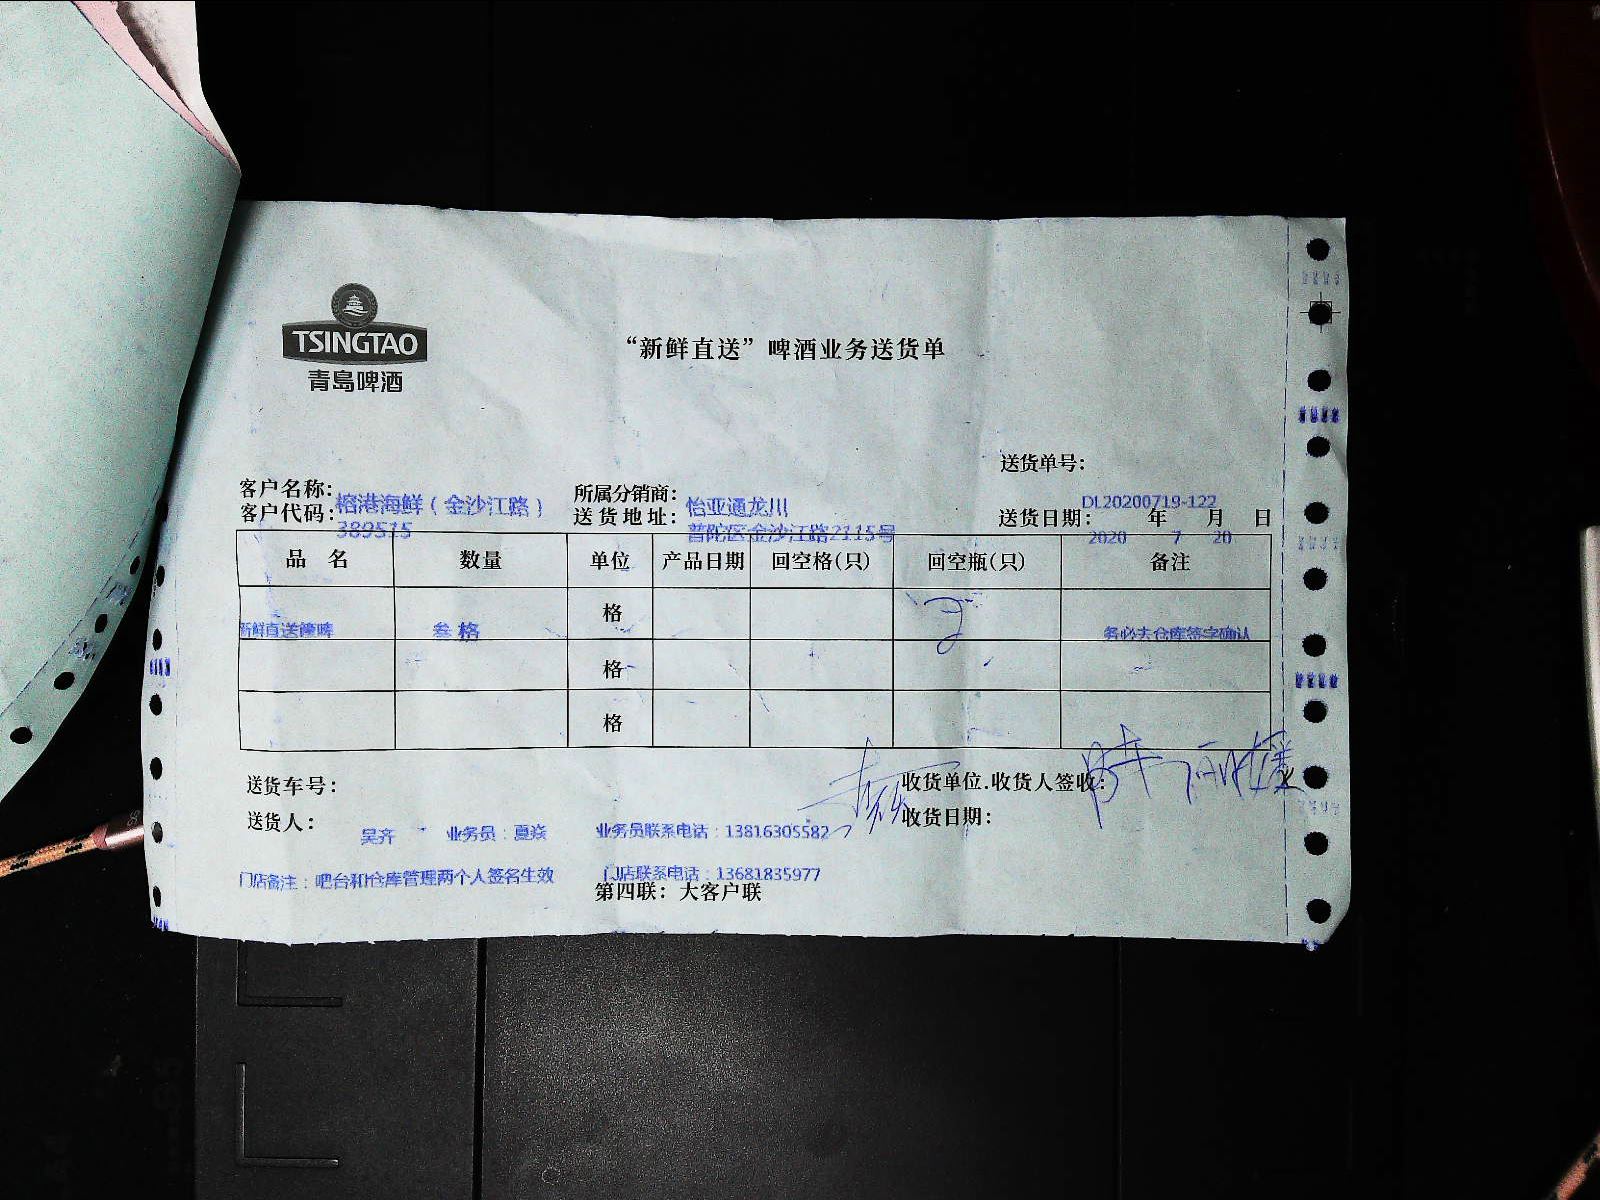 TSINGTAO
青岛啤酒
“新鲜直送”啤酒业务送货单
送货单号：
DL20200719-122
客户名称：榕港海鲜（金沙江路）
所属分销商：怡亚通龙川
客户代码：389515
送货地址：普陀区金沙江路2115号
送货日期： 年 月 日
2020 7 20
品 名 数量 单位 产品日期 回空格(只) 回空瓶(只) 备注
新鲜直送 叁 格 格 2 务必去仓库签字确认
格
格
送货车号：
收货单位.收货人签收：
送货人：吴齐 业务员：夏焱 业务员联系电话：13816305582
收货日期：
门店备注：吧台和仓库管理两个人签名生效 门店联系电话：13681835977
第四联：大客户联